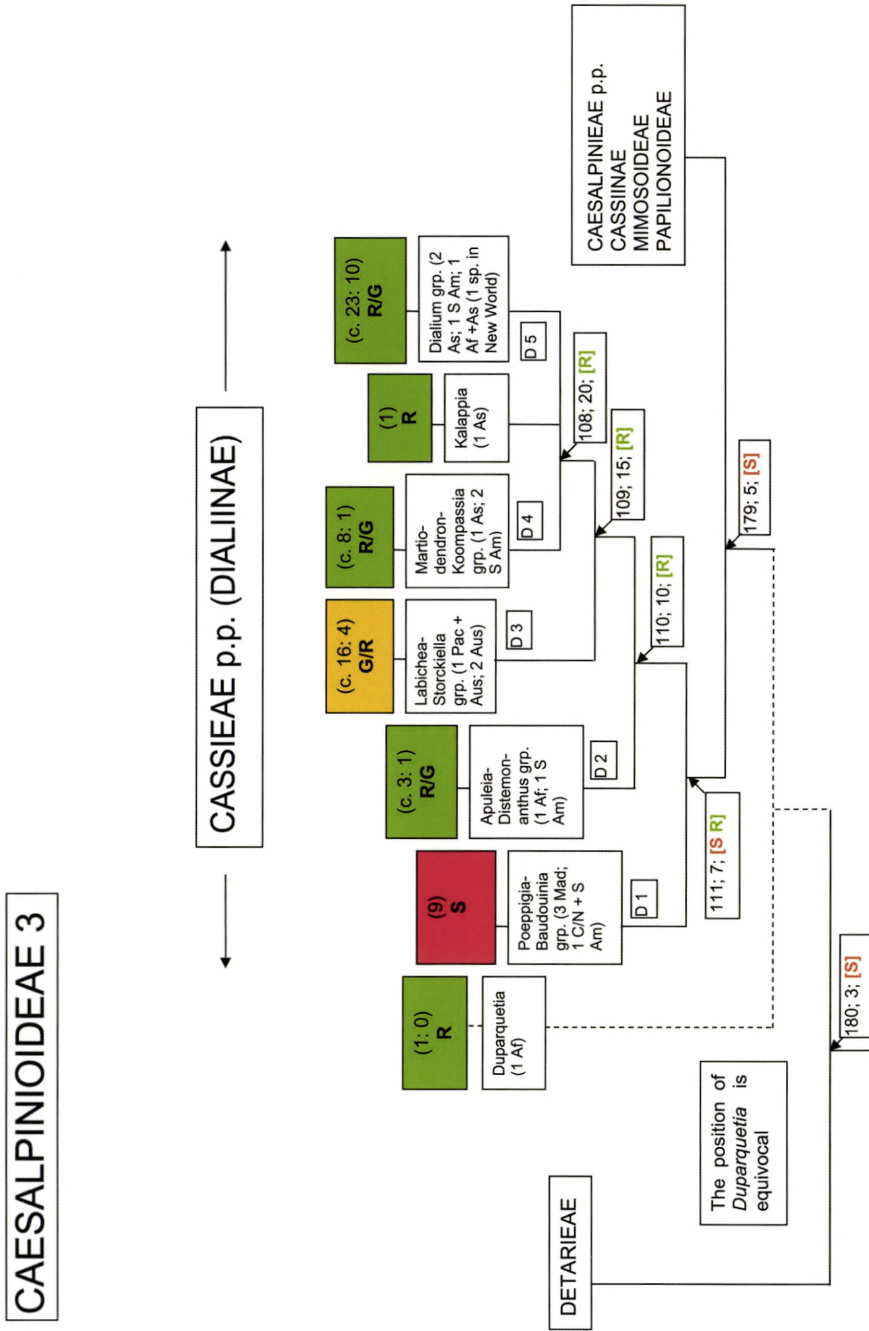 CAESALPINIOIDEAE 3
CASSIEAE p.p. (DIALIINAE)
(1: 0)
R
(9)
S
(c. 3: 1)
R/G
(c. 16: 4)
G/R
(c. 8: 1)
R/G
(1)
R
(c. 23: 10)
R/G
Duparquetia
(1 Af)
Poeppigia-
Baudouinia
grp. (3 Mad;
1 C/N + S
Am)
Apuleia-
Distemon-
anthus grp.
(1 Af; 1 S
Am)
Labichea-
Storckiella
grp. (1 Pac +
Aus; 2 Aus)
Martio-
dendron-
Koompassia
grp. (1 As; 2
S Am)
Kalappia
(1 As)
Dialium grp. (2
As; 1 S Am; 1
Af +As (1 sp. in
New World)
D 1
D 2
D 3
D 4
D 5
108; 20; [R]
109; 15; [R]
110; 10; [R]
111; 7; [S R]
179; 5; [S]
180; 3; [S]
DETARIEAE
The position of
Duparquetia is
equivocal
CAESALPINIEAE p.p.
CASSIINAE
MIMOSOIDEAE
PAPILIONOIDEAE